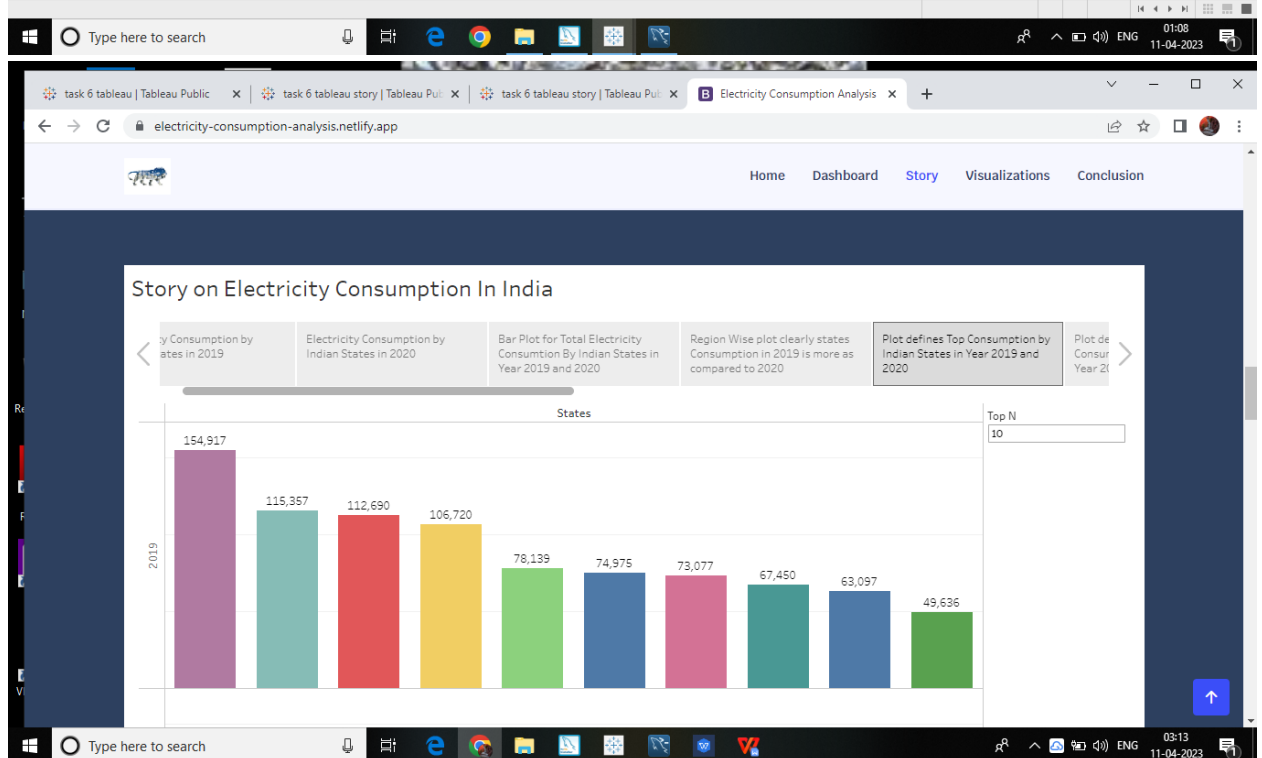 Type here to search
ENG
01:08
11-04-2023
task 6 tableau | Tableau Public
task 6 tableau story | Tableau Pub
task 6 tableau story | Tableau Pub
Electricity Consumption Analysis
electricity-consumption-analysis.netlify.app
Home Dashboard Story Visualizations Conclusion
Story on Electricity Consumption In India
y Consumption by
ates in 2019
Electricity Consumption by
Indian States in 2020
Bar Plot for Total Electricity
Consumtion By Indian States in
Year 2019 and 2020
Region Wise plot clearly states
Consumption in 2019 is more as
compared to 2020
Plot defines Top Consumption by
Indian States in Year 2019 and
2020
Plot de
Consur
Year 20
States
Top N
10
2019
154,917
115,357
112,690
106,720
78,139
74,975
73,077
67,450
63,097
49,636
Type here to search
ENG
03:13
11-04-2023